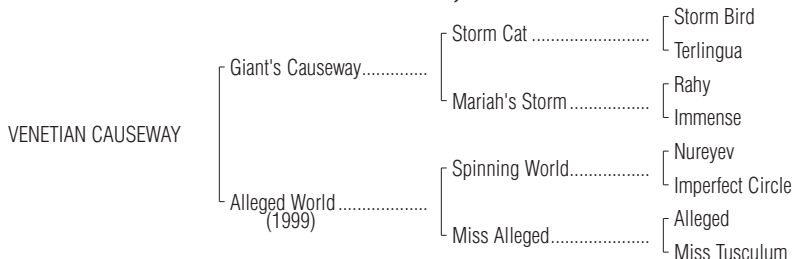 Storm Bird
Storm Cat ........................
Terlingua
Giant's Causeway..............
Rahy
Mariah's Storm.................
Immense
VENETIAN CAUSEWAY
Nureyev
Spinning World.................
Imperfect Circle
Alleged World ..................
(1999)
Alleged
Miss Alleged.....................
Miss Tusculum